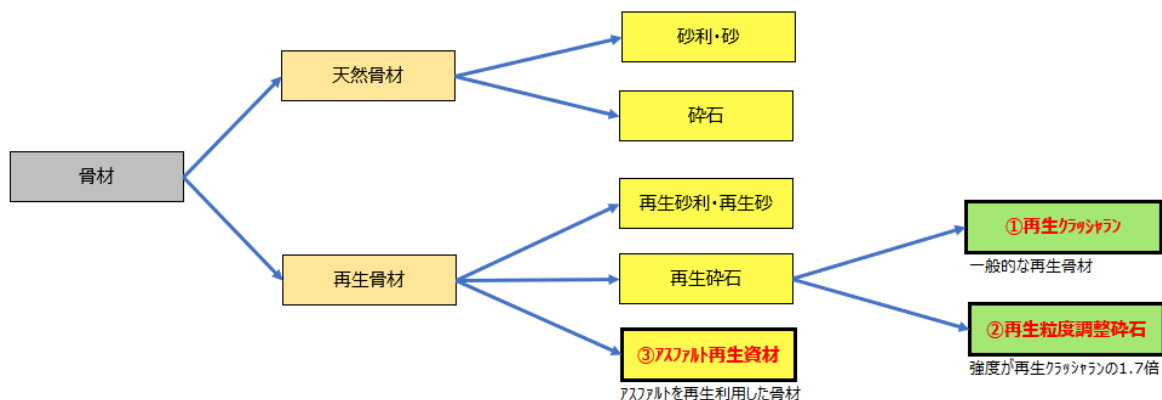 砂利・砂
天然骨材
砕石
骨材
再生砂利・再生砂
①再生ｸﾗｯｼｬﾗﾝ
一般的な再生骨材
再生骨材
再生砕石
②再生粒度調整砕石
強度が再生ｸﾗｯｼｬﾗﾝの1.7倍
③ｱｽﾌｧﾙﾄ再生資材
ｱｽﾌｧﾙﾄを再生利用した骨材